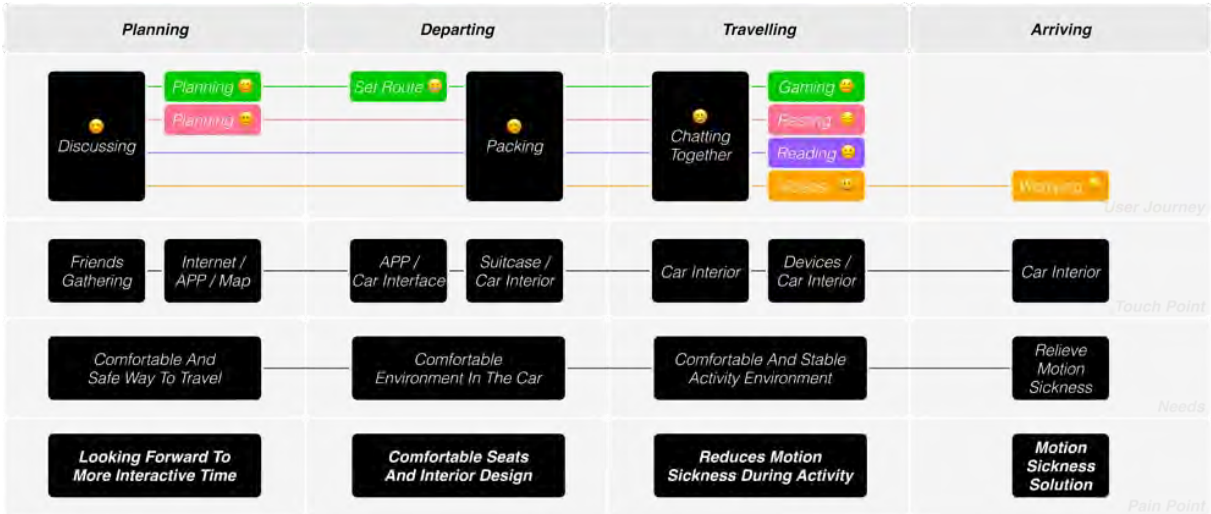 Planning
Departing
Travelling
Arriving
Discussing
Planning
Planning
Set Route
Packing
Chatting
Together
Gaming
Resting
Reading
Worrying
User Journey
Friends
Gathering
Internet /
APP / Map
APP /
Car Interface
Suitcase /
Car Interior
Car Interior
Devices /
Car Interior
Car Interior
Touch Point
Comfortable And
Safe Way To Travel
Comfortable
Environment In The Car
Comfortable And Stable
Activity Environment
Relieve
Motion
Sickness
Needs
Looking Forward To
More Interactive Time
Comfortable Seats
And Interior Design
Reduces Motion
Sickness During Activity
Motion
Sickness
Solution
Pain Point